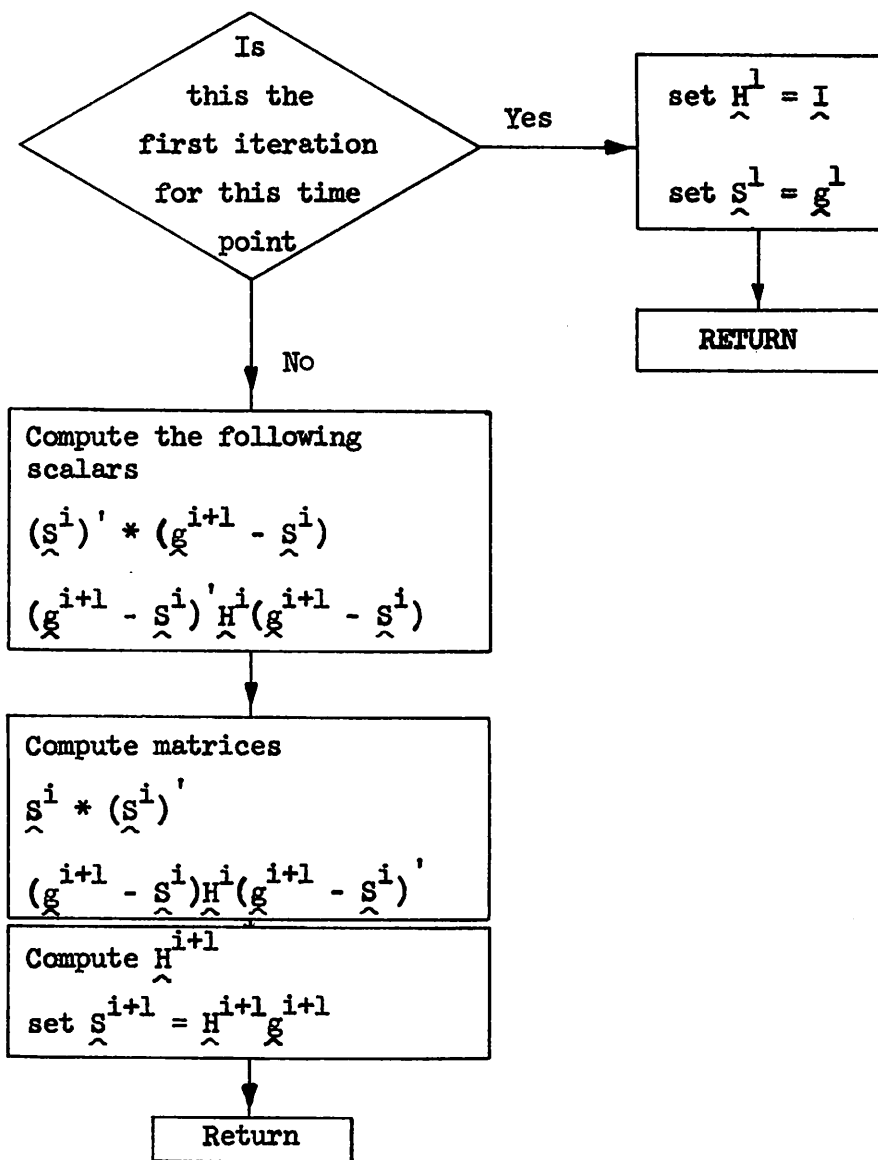 Is
this the
first iteration
for this time
point
Yes
set H^1 = I
set S^1 = g^1
RETURN
No
Compute the following
scalars
(S^i)' * (g^{i+1} - S^i)
(g^{i+1} - S^i)'H^i(g^{i+1} - S^i)
Compute matrices
S^i * (S^i)'
(g^{i+1} - S^i)H^i(g^{i+1} - S^i)'
Compute H^{i+1}
set S^{i+1} = H^{i+1}g^{i+1}
Return